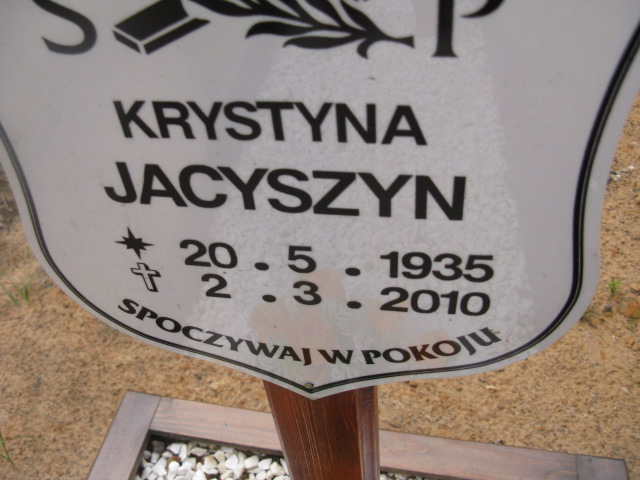 S P
KRYSTYNA
JACYSZYN
20 . 5 . 1935
2 . 3 . 2010
SPOCZYWAJ W POKOJU